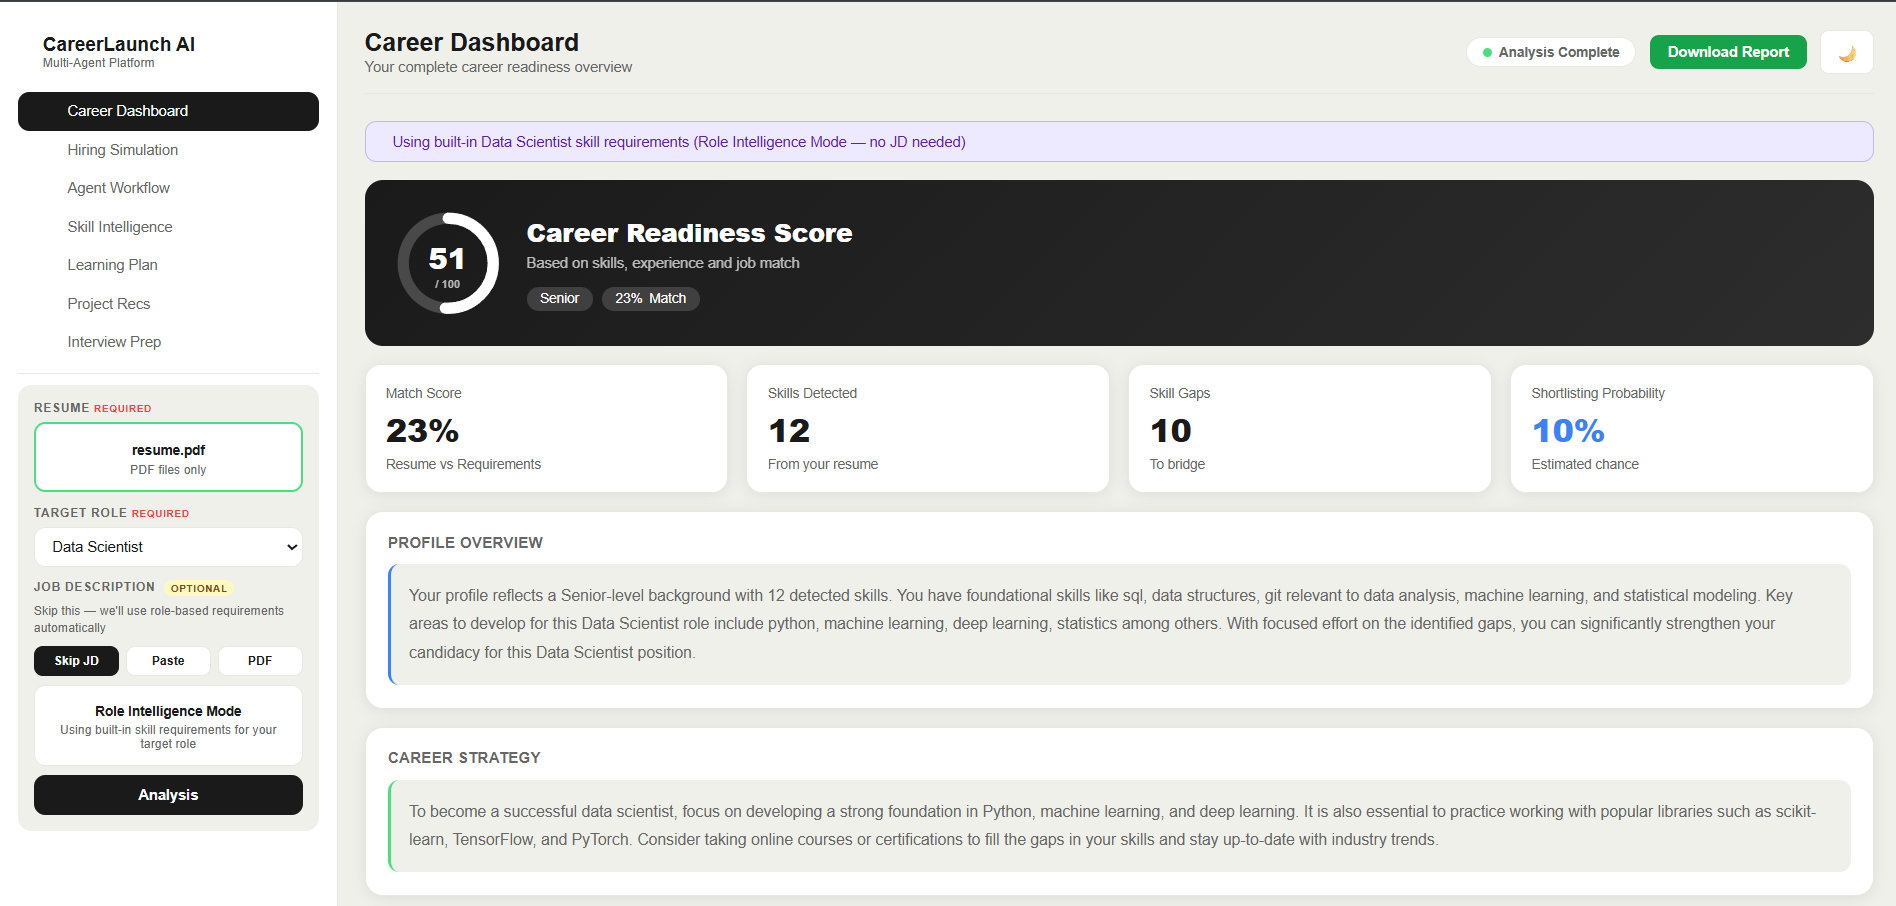 CareerLaunch AI
Multi-Agent Platform
Career Dashboard
Hiring Simulation
Agent Workflow
Skill Intelligence
Learning Plan
Project Recs
Interview Prep
RESUME REQUIRED
resume.pdf
PDF files only
TARGET ROLE REQUIRED
Data Scientist
JOB DESCRIPTION OPTIONAL
Skip this — we'll use role-based requirements
automatically
Skip JD Paste PDF
Role Intelligence Mode
Using built-in skill requirements for your
target role
Analysis
Career Dashboard
Your complete career readiness overview
Analysis Complete
Download Report
Using built-in Data Scientist skill requirements (Role Intelligence Mode — no JD needed)
51
/ 100
Career Readiness Score
Based on skills, experience and job match
Senior 23% Match
Match Score
23%
Resume vs Requirements
Skills Detected
12
From your resume
Skill Gaps
10
To bridge
Shortlisting Probability
10%
Estimated chance
PROFILE OVERVIEW
Your profile reflects a Senior-level background with 12 detected skills. You have foundational skills like sql, data structures, git relevant to data analysis, machine learning, and statistical modeling. Key
areas to develop for this Data Scientist role include python, machine learning, deep learning, statistics among others. With focused effort on the identified gaps, you can significantly strengthen your
candidacy for this Data Scientist position.
CAREER STRATEGY
To become a successful data scientist, focus on developing a strong foundation in Python, machine learning, and deep learning. It is also essential to practice working with popular libraries such as scikit-
learn, TensorFlow, and PyTorch. Consider taking online courses or certifications to fill the gaps in your skills and stay up-to-date with industry trends.